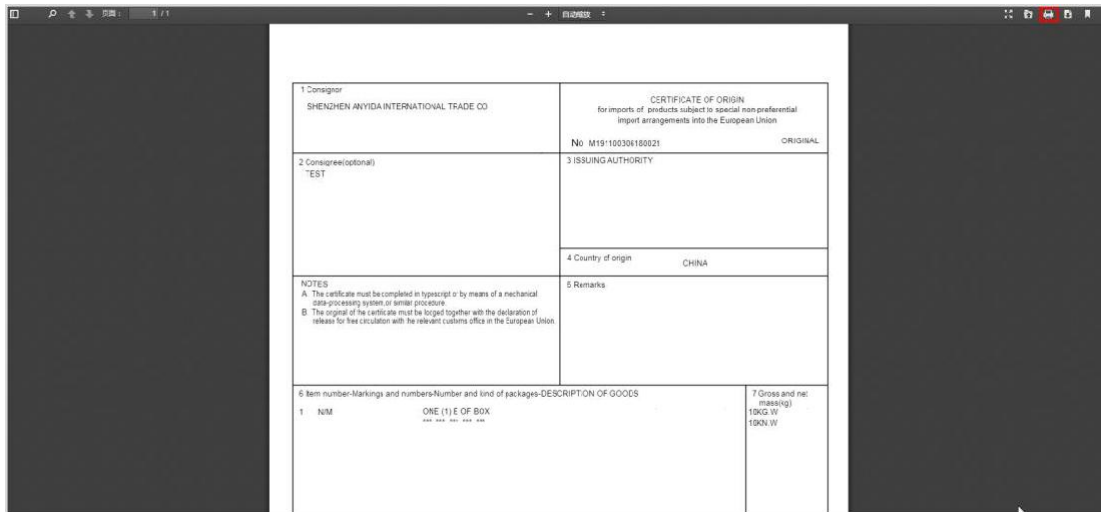 页面： 1 / 1
自动缩放
1 Consignor
SHENZHEN ANYIDA INTERNATIONAL TRADE CO
CERTIFICATE OF ORIGIN
for imports of products subject to special non-preferential
import arrangements into the European Union
No M191100306180021
ORIGINAL
2 Consignee(optional)
TEST
3 ISSUING AUTHORITY
4 Country of origin CHINA
NOTES
A. The certificate must be completed in typescript or by means of a mechanical
data-processing system,or similar procedure.
B. The orginal of the certificate must be lodged together with the declaration of
release for free circulation with the relevant customs office in the European Union.
5 Remarks
6 Item number-Markings and numbers-Number and kind of packages-DESCRIPTION OF GOODS
1 N/M ONE (1) E OF BOX
*** *** *** *** ***
7 Gross and net
mass(kg)
10KG.W
10KN.W